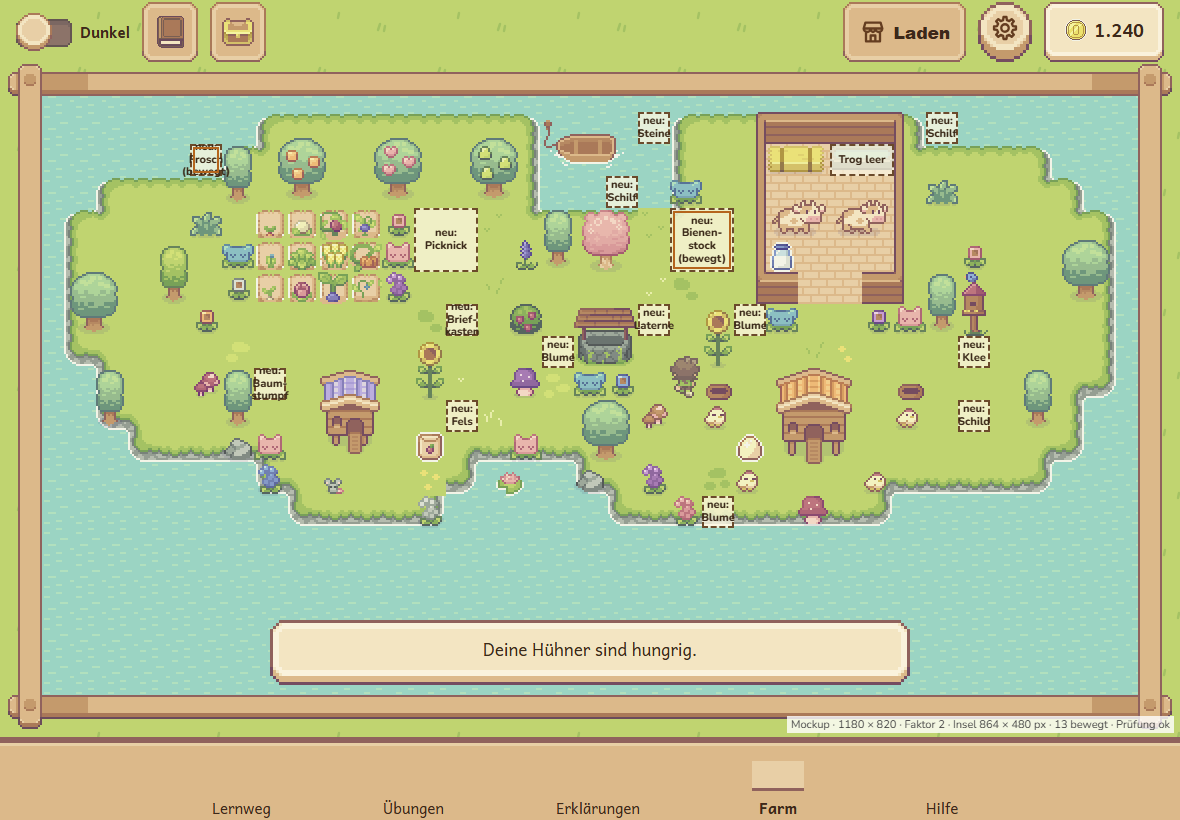 Dunkel
Laden
1.240
neu:
Steine
neu:
Schilf
neu:
Frosch
(bewegt)
Trog leer
neu:
Schilf
neu:
Picknick
neu:
Bienen-
stock
(bewegt)
neu:
Brief-
kasten
neu:
Laterne
neu:
Blume
neu:
Blume
neu:
Klee
neu:
Baum-
stumpf
neu:
Fels
neu:
Schild
neu:
Blume
Deine Hühner sind hungrig.
Mockup · 1180 × 820 · Faktor 2 · Insel 864 × 480 px · 13 bewegt · Prüfung ok
Lernweg
Übungen
Erklärungen
Farm
Hilfe